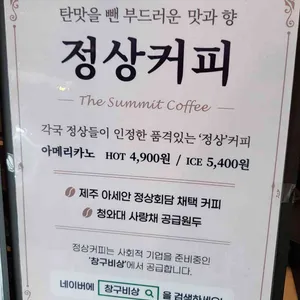 탄맛을 뺀 부드러운 맛과 향
정상커피
The Summit Coffee
각국 정상들이 인정한 품격있는 '정상'커피
아메리카노 HOT 4,900원 / ICE 5,400원
제주 아세안 정상회담 채택 커피
청와대 사랑채 공급원두
정상커피는 사회적 기업을 준비중인
'창구비상'에서 공급합니다.
네이버에 창구비상 을 검색하세요!